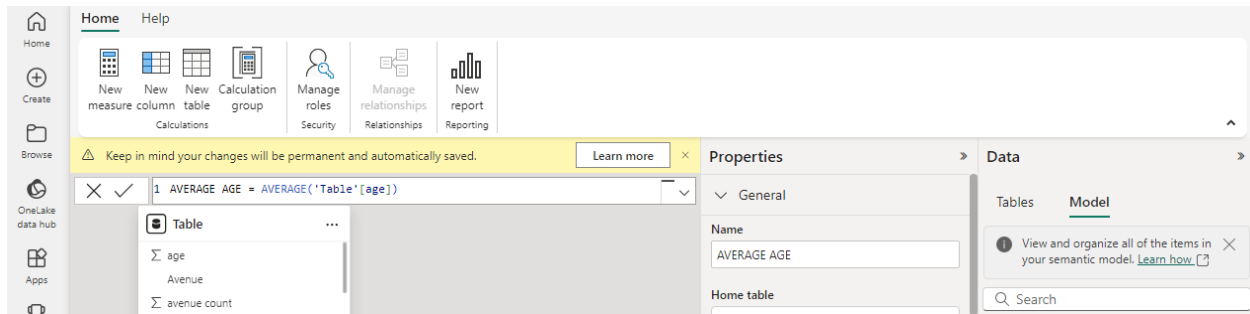 Home
Create
Browse
OneLake
data hub
Apps
Home Help
New
measure
New
column
New
table
Calculation
group
Calculations
Manage
roles
Security
Manage
relationships
Relationships
New
report
Reporting
Keep in mind your changes will be permanent and automatically saved.
Learn more
1 AVERAGE AGE = AVERAGE('Table'[age])
Table
age
Avenue
avenue count
Properties
General
Name
AVERAGE AGE
Home table
Data
Tables Model
View and organize all of the items in
your semantic model. Learn how
Search